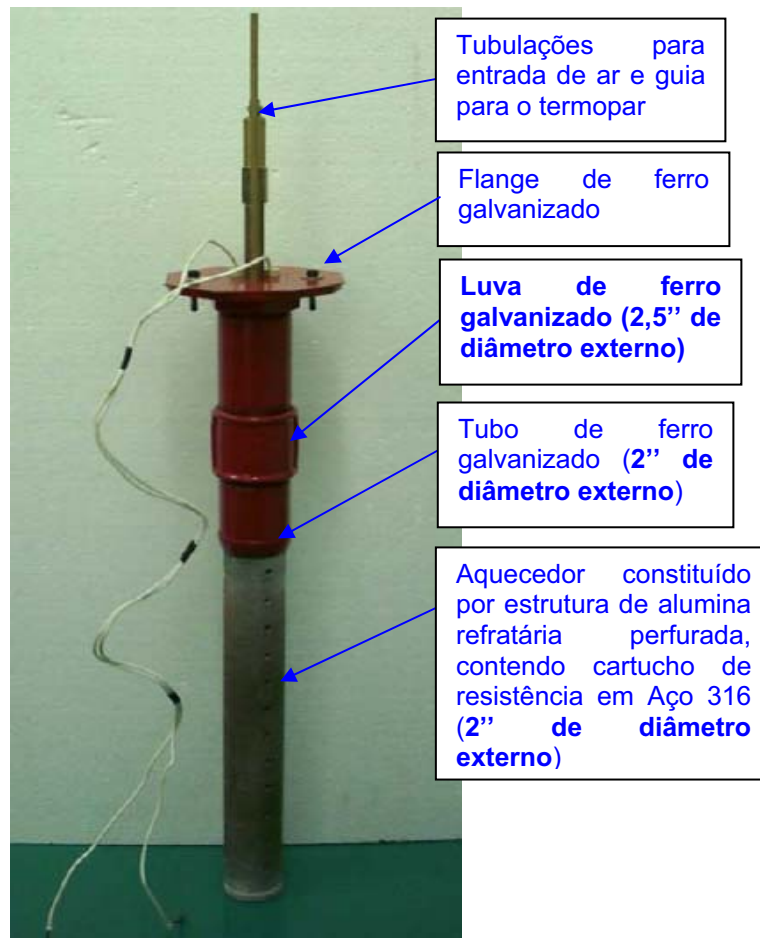 Tubulações para
entrada de ar e guia
para o termopar
Flange de ferro
galvanizado
Luva de ferro
galvanizado (2,5’’ de
diâmetro externo)
Tubo de ferro
galvanizado (2’’ de
diâmetro externo)
Aquecedor constituído
por estrutura de alumina
refratária perfurada,
contendo cartucho de
resistência em Aço 316
(2’’ de diâmetro
externo)